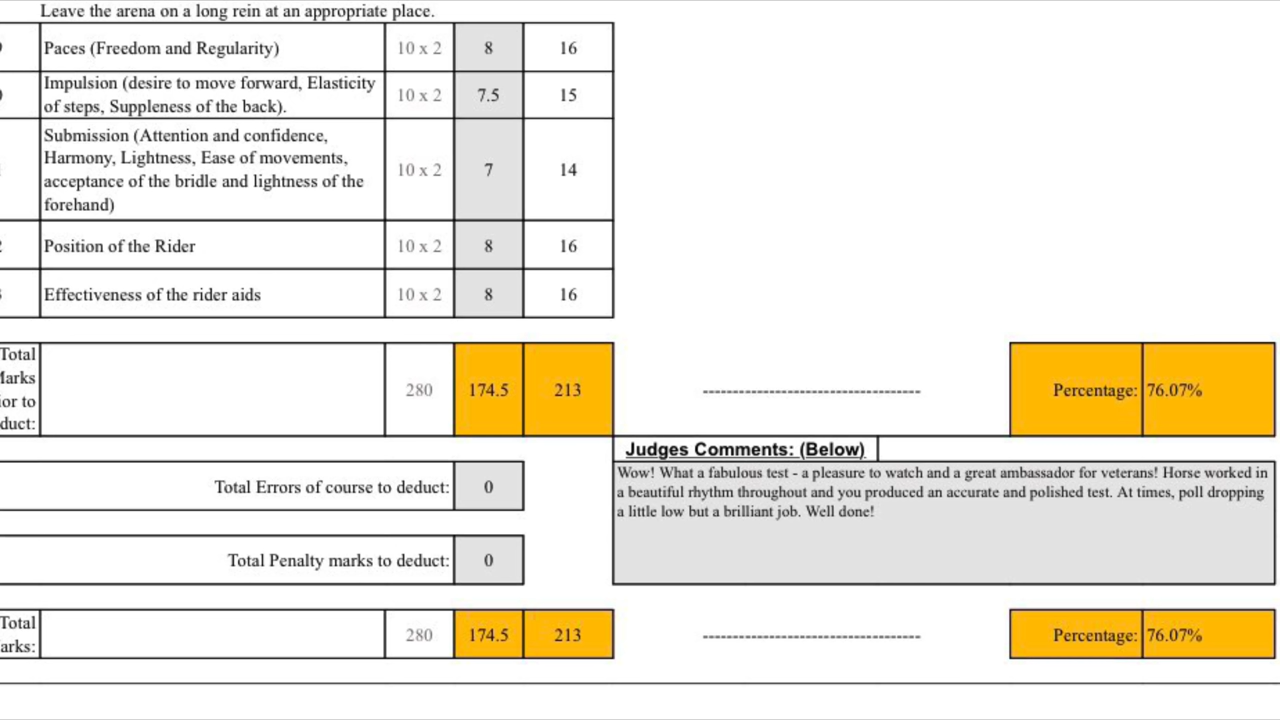 Leave the arena on a long rein at an appropriate place.
Paces (Freedom and Regularity) 10 x 2 8 16
Impulsion (desire to move forward, Elasticity
of steps, Suppleness of the back). 10 x 2 7.5 15
Submission (Attention and confidence,
Harmony, Lightness, Ease of movements,
acceptance of the bridle and lightness of the
forehand) 10 x 2 7 14
Position of the Rider 10 x 2 8 16
Effectiveness of the rider aids 10 x 2 8 16
Total
Marks
ior to
duct:
280 174.5 213 ----------------------------------- Percentage: 76.07%
Judges Comments: (Below)
Wow! What a fabulous test - a pleasure to watch and a great ambassador for veterans! Horse worked in
a beautiful rhythm throughout and you produced an accurate and polished test. At times, poll dropping
a little low but a brilliant job. Well done!
Total Errors of course to deduct: 0
Total Penalty marks to deduct: 0
Total
arks:
280 174.5 213 ----------------------------------- Percentage: 76.07%